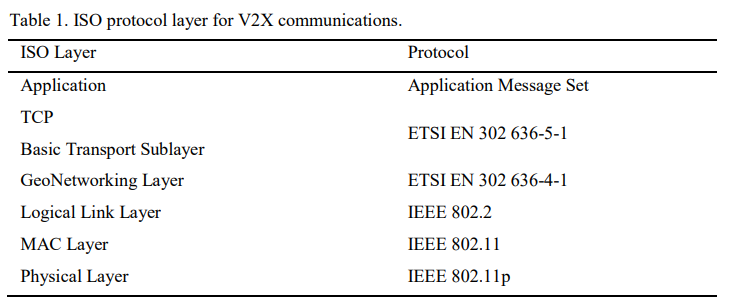 Table 1. ISO protocol layer for V2X communications.
ISO Layer Protocol
Application Application Message Set
TCP
ETSI EN 302 636-5-1
Basic Transport Sublayer
GeoNetworking Layer ETSI EN 302 636-4-1
Logical Link Layer IEEE 802.2
MAC Layer IEEE 802.11
Physical Layer IEEE 802.11p